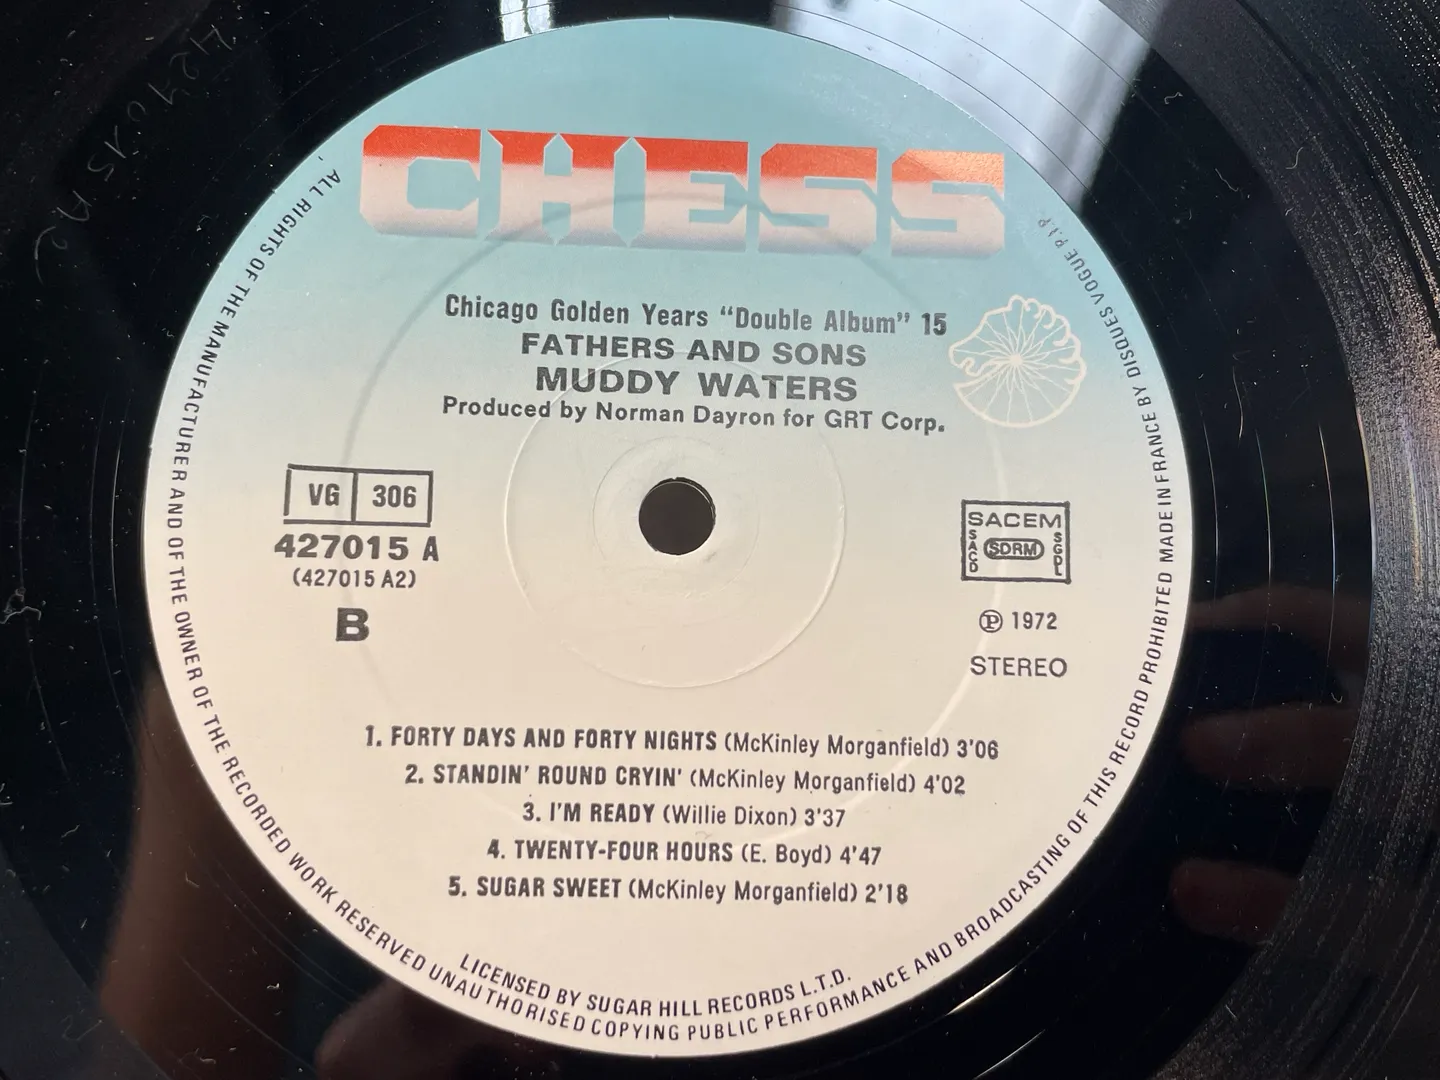 CHESS
Chicago Golden Years "Double Album" 15
FATHERS AND SONS
MUDDY WATERS
Produced by Norman Dayron for GRT Corp.
VG 306
427015 A
(427015 A2)
B
SACEM
SACD
SDRM
SGDL
Ⓟ 1972
STEREO
1. FORTY DAYS AND FORTY NIGHTS (McKinley Morganfield) 3'06
2. STANDIN' ROUND CRYIN' (McKinley Morganfield) 4'02
3. I'M READY (Willie Dixon) 3'37
4. TWENTY-FOUR HOURS (E. Boyd) 4'47
5. SUGAR SWEET (McKinley Morganfield) 2'18
LICENSED BY SUGAR HILL RECORDS L.T.D.
ALL RIGHTS OF THE MANUFACTURER AND OF THE OWNER OF THE RECORDED WORK RESERVED UNAUTHORISED COPYING PUBLIC PERFORMANCE AND BROADCASTING OF THIS RECORD PROHIBITED MADE IN FRANCE BY DISQUES VOGUE P.I.P